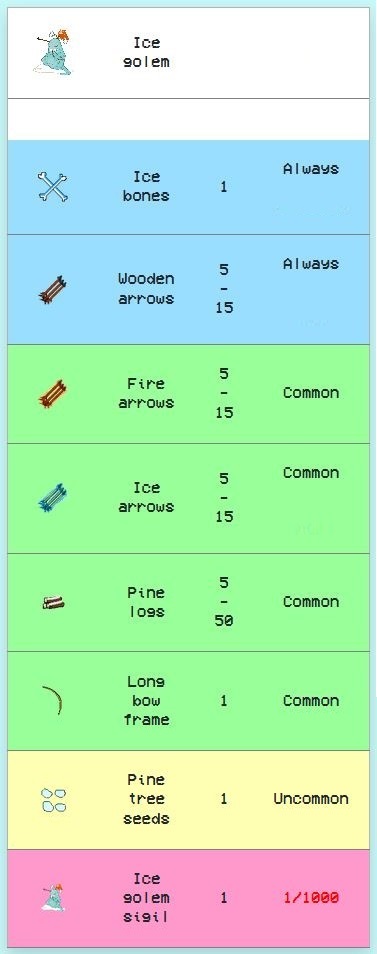 Ice
golem
Ice
bones
1
Always
Wooden
arrows
5
-
15
Always
Fire
arrows
5
-
15
Common
Ice
arrows
5
-
15
Common
Pine
logs
5
-
50
Common
Long
bow
frame
1
Common
Pine
tree
seeds
1
Uncommon
Ice
golem
sigil
1
1/1000